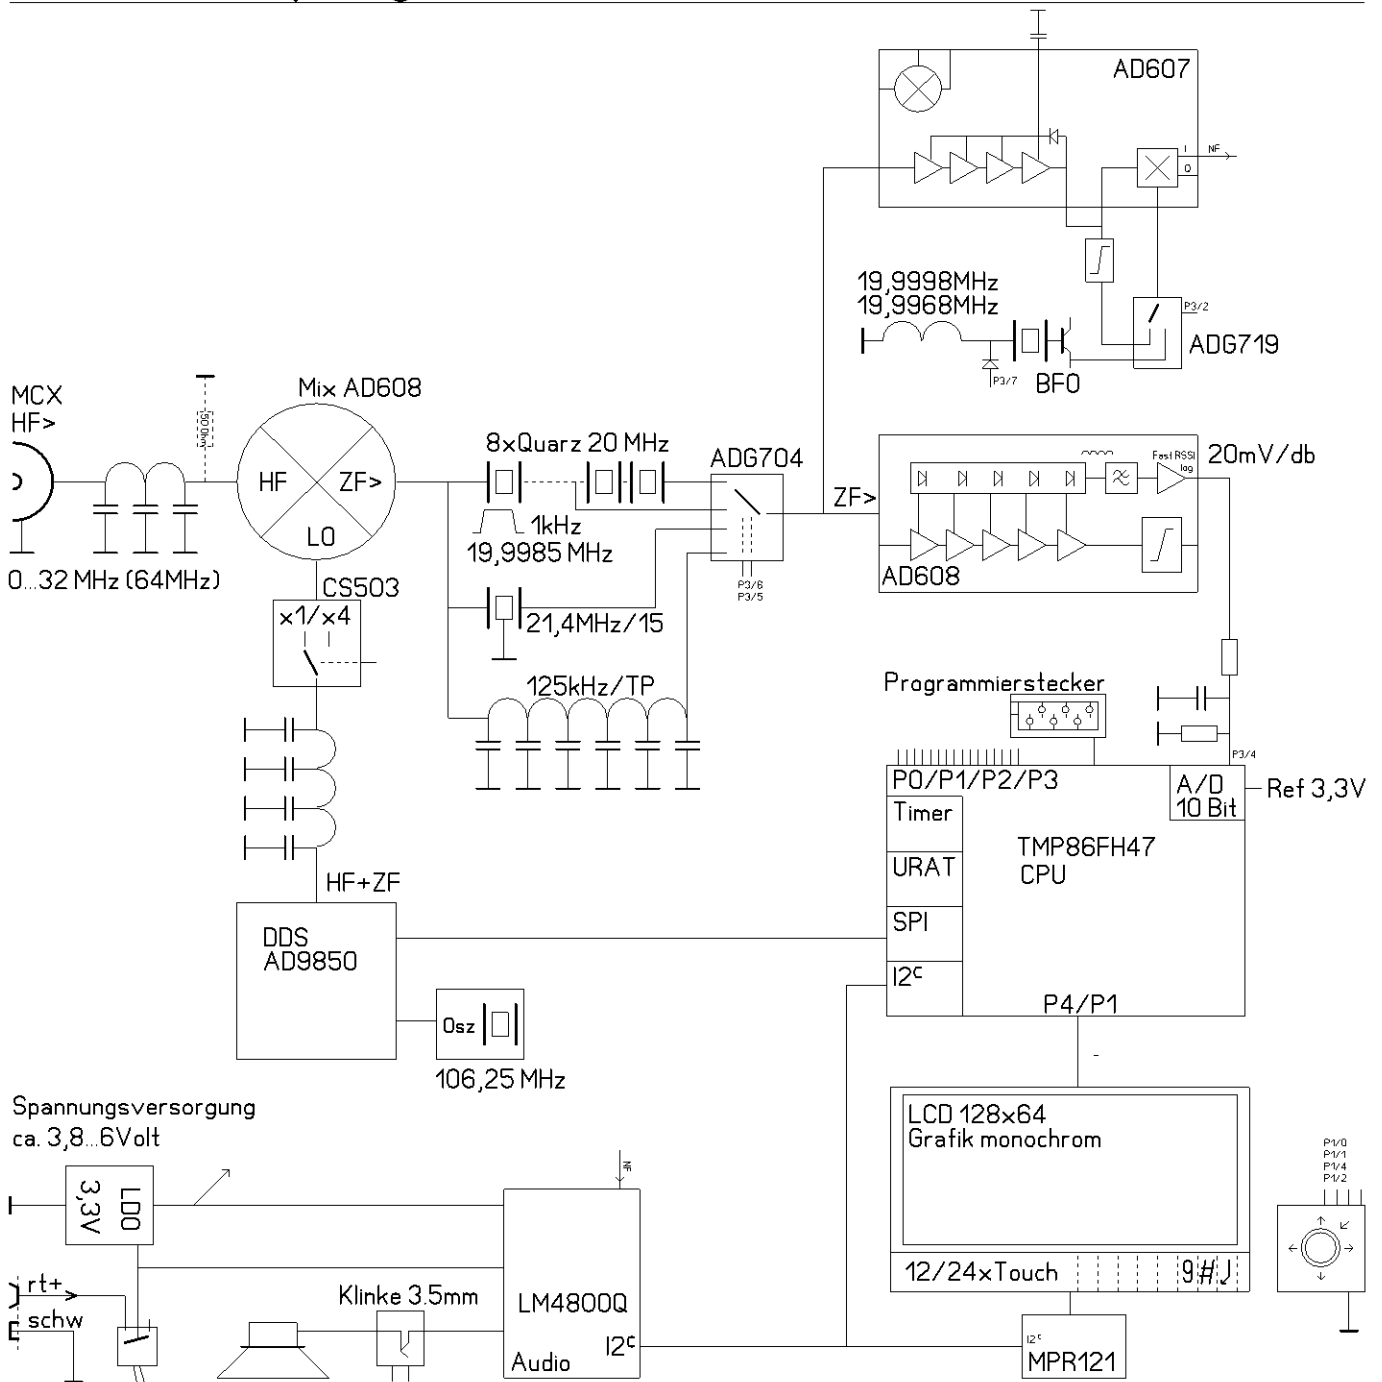 AD607
I
Q
NF
19,9998MHz
19,9968MHz
P3/2
ADG719
P3/7
BFO
MCX
HF>
50 Ohm
Mix AD608
HF
ZF>
LO
8xQuarz 20 MHz
ADG704
1kHz
19,9985 MHz
ZF>
Fast RSSI
log
20mV/db
AD608
0...32 MHz (64MHz)
CS503
x1/x4
P3/6
P3/5
21,4MHz/15
125kHz/TP
Programmierstecker
P3/4
P0/P1/P2/P3
A/D
10 Bit
Ref 3,3V
Timer
TMP86FH47
CPU
URAT
SPI
I2C
P4/P1
HF+ZF
DDS
AD9850
Osz
106,25 MHz
Spannungsversorgung
ca. 3,8...6Volt
LDO
3,3V
NF
LCD 128x64
Grafik monochrom
P1/0
P1/1
P1/4
P1/2
12/24xTouch
9#
rt+
schw
Klinke 3.5mm
LM4800Q
I2C
Audio
I2C
MPR121